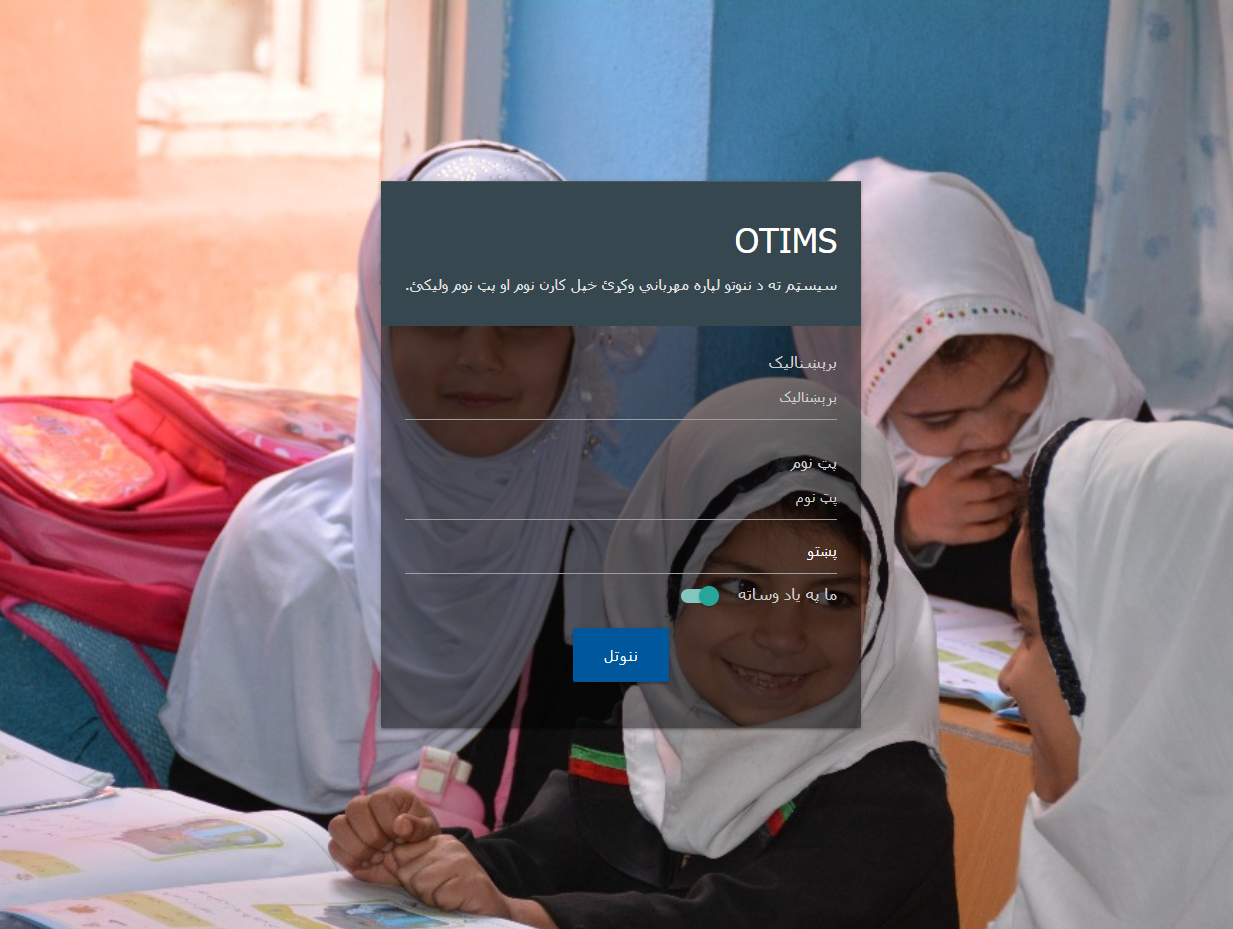 OTIMS
سیسټم ته د ننوتو لپاره مهرباني وکړئ خپل کارن نوم او پټ نوم ولیکئ.
برېښنالیک
برېښنالیک
پټ نوم
پټ نوم
پښتو
ما په یاد وساته
ننوتل